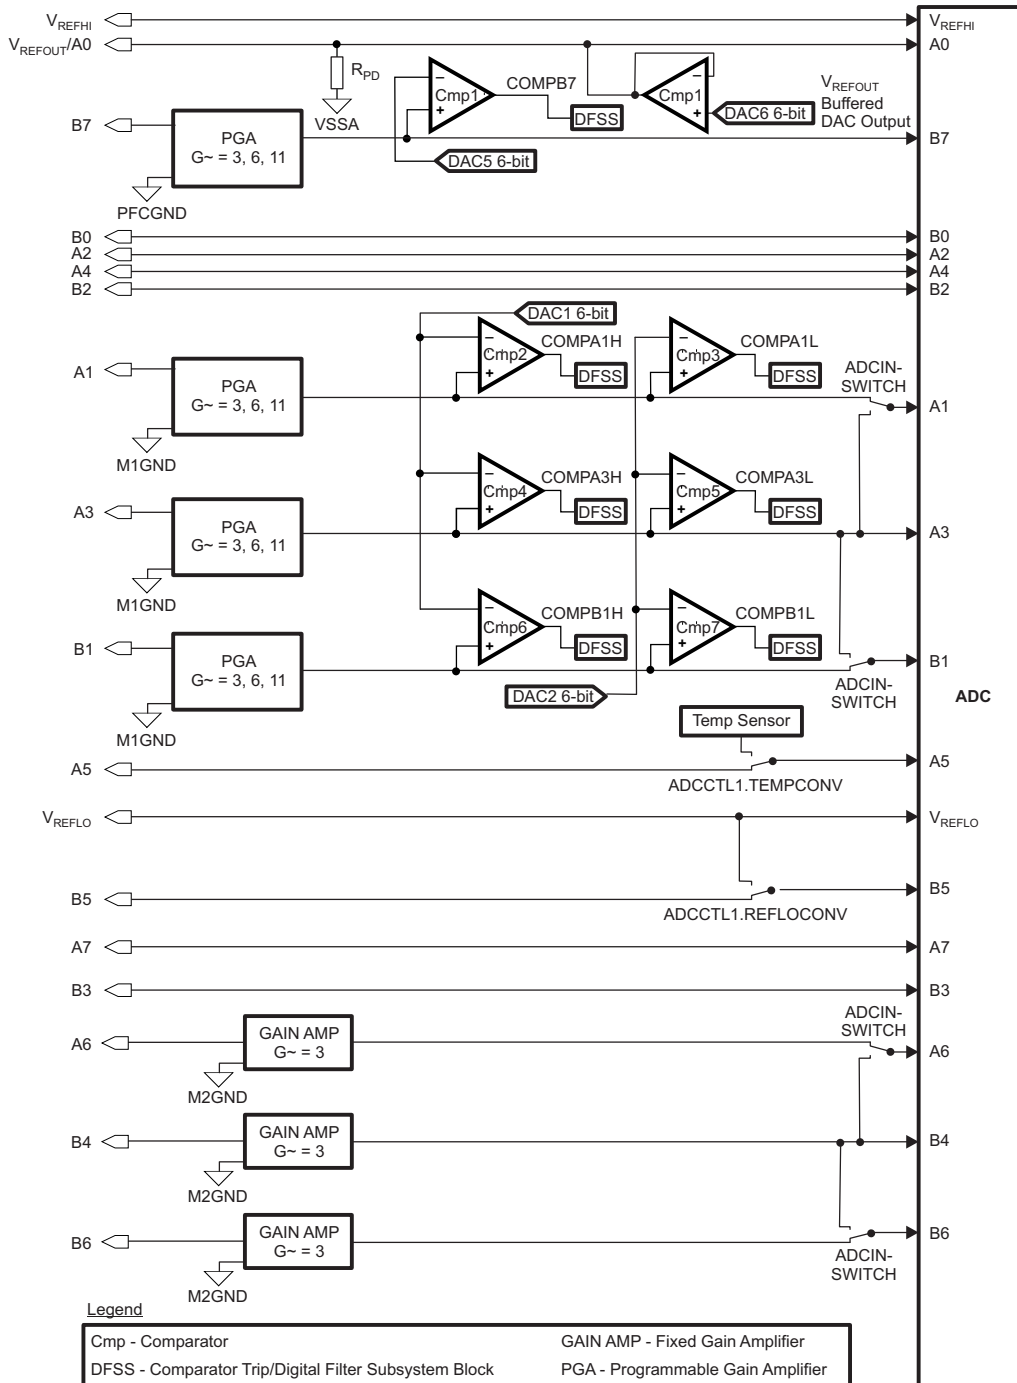 VREFHI
VREFHI
VREFOUT/A0
A0
RPD
VSSA
−
Cmp1
+
COMPB7
DFSS
−
Cmp1
+
DAC6 6-bit
VREFOUT
Buffered
DAC Output
B7
PGA
G~ = 3, 6, 11
B7
DAC5 6-bit
PFCGND
B0
B0
A2
A2
A4
A4
B2
B2
DAC1 6-bit
−
Cmp2
+
COMPA1H
DFSS
−
Cmp3
+
COMPA1L
DFSS
ADCIN-
SWITCH
A1
PGA
G~ = 3, 6, 11
A1
M1GND
−
Cmp4
+
COMPA3H
DFSS
−
Cmp5
+
COMPA3L
DFSS
A3
PGA
G~ = 3, 6, 11
A3
M1GND
−
Cmp6
+
COMPB1H
DFSS
−
Cmp7
+
COMPB1L
DFSS
B1
PGA
G~ = 3, 6, 11
B1
ADCIN-
SWITCH
ADC
DAC2 6-bit
M1GND
Temp Sensor
A5
A5
ADCCTL1.TEMPCONV
VREFLO
VREFLO
B5
B5
ADCCTL1.REFLOCONV
A7
A7
B3
B3
ADCIN-
SWITCH
A6
GAIN AMP
G~ = 3
A6
M2GND
B4
GAIN AMP
G~ = 3
B4
M2GND
B6
GAIN AMP
G~ = 3
B6
ADCIN-
SWITCH
M2GND
Legend
Cmp - Comparator
GAIN AMP - Fixed Gain Amplifier
DFSS - Comparator Trip/Digital Filter Subsystem Block
PGA - Programmable Gain Amplifier